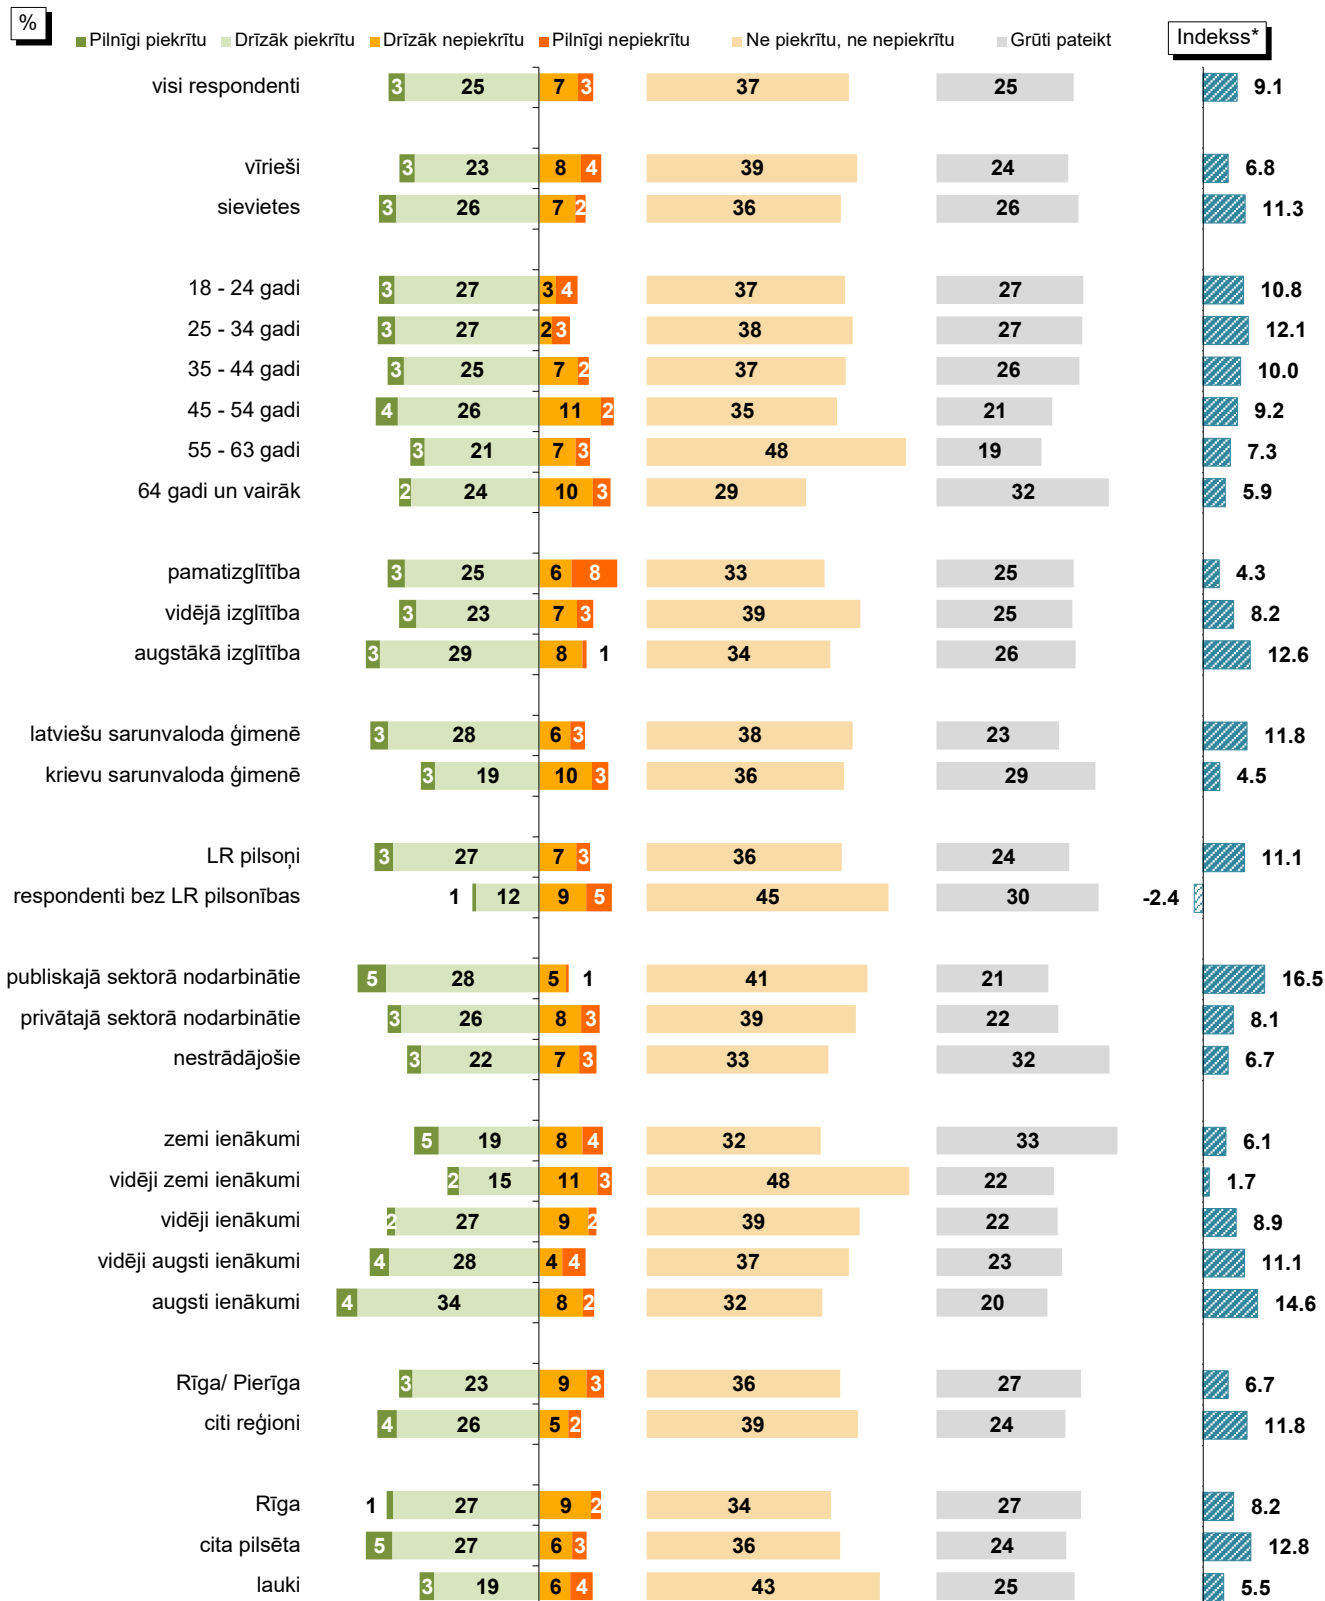 %
Pilnīgi piekrītu Drīzāk piekrītu Drīzāk nepiekrītu Pilnīgi nepiekrītu Ne piekrītu, ne nepiekrītu Grūti pateikt Indekss*
visi respondenti 3 25 7 3 37 25 9.1
vīrieši 3 23 8 4 39 24 6.8
sievietes 3 26 7 2 36 26 11.3
18 - 24 gadi 3 27 3 4 37 27 10.8
25 - 34 gadi 3 27 2 3 38 27 12.1
35 - 44 gadi 3 25 7 2 37 26 10.0
45 - 54 gadi 4 26 11 2 35 21 9.2
55 - 63 gadi 3 21 7 3 48 19 7.3
64 gadi un vairāk 2 24 10 3 29 32 5.9
pamatizglītība 3 25 6 8 33 25 4.3
vidējā izglītība 3 23 7 3 39 25 8.2
augstākā izglītība 3 29 8 1 34 26 12.6
latviešu sarunvaloda ģimenē 3 28 6 3 38 23 11.8
krievu sarunvaloda ģimenē 3 19 10 3 36 29 4.5
LR pilsoņi 3 27 7 3 36 24 11.1
respondenti bez LR pilsonības 1 12 9 5 45 30 -2.4
publiskajā sektorā nodarbinātie 5 28 5 1 41 21 16.5
privātajā sektorā nodarbinātie 3 26 8 3 39 22 8.1
nestrādājošie 3 22 7 3 33 32 6.7
zemi ienākumi 5 19 8 4 32 33 6.1
vidēji zemi ienākumi 2 15 11 3 48 22 1.7
vidēji ienākumi 2 27 9 2 39 22 8.9
vidēji augsti ienākumi 4 28 4 4 37 23 11.1
augsti ienākumi 4 34 8 2 32 20 14.6
Rīga/ Pierīga 3 23 9 3 36 27 6.7
citi reģioni 4 26 5 2 39 24 11.8
Rīga 1 27 9 2 34 27 8.2
cita pilsēta 5 27 6 3 36 24 12.8
lauki 3 19 6 4 43 25 5.5